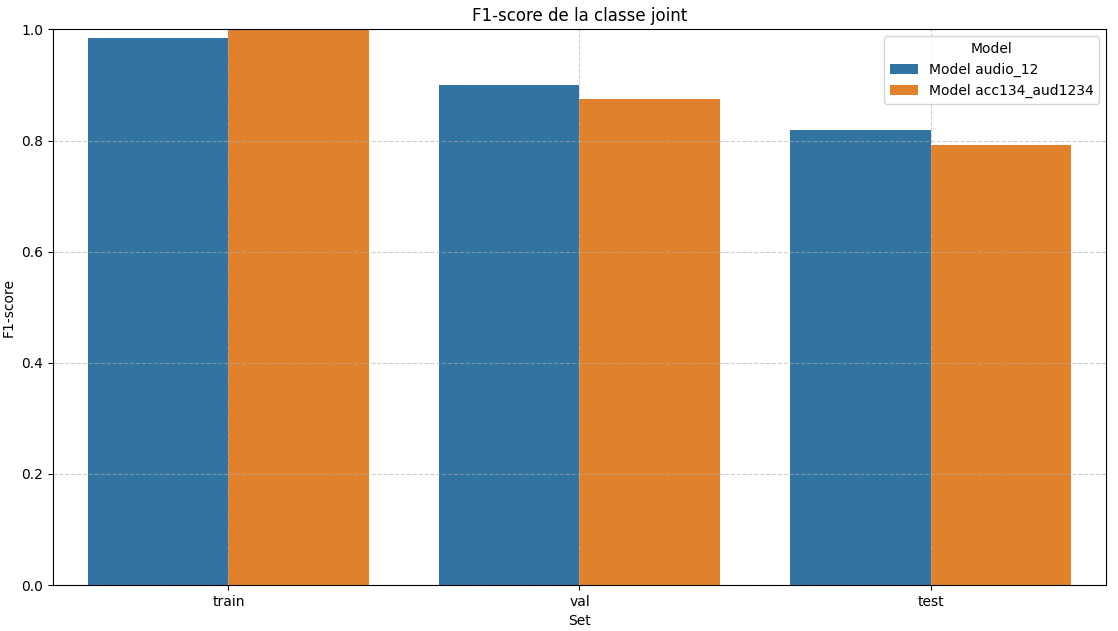 F1-score de la classe joint
Model
Model audio_12
Model acc134_aud1234
F1-score
1.0
0.8
0.6
0.4
0.2
0.0
train
val
test
Set